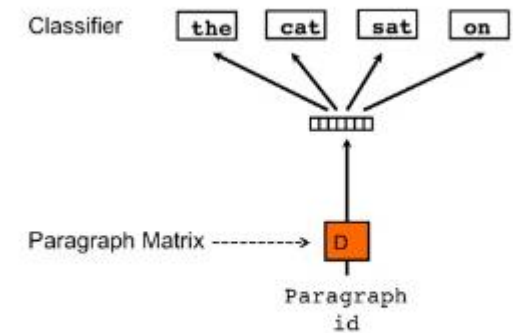 Classifier the cat sat on
Paragraph Matrix D
Paragraph
id